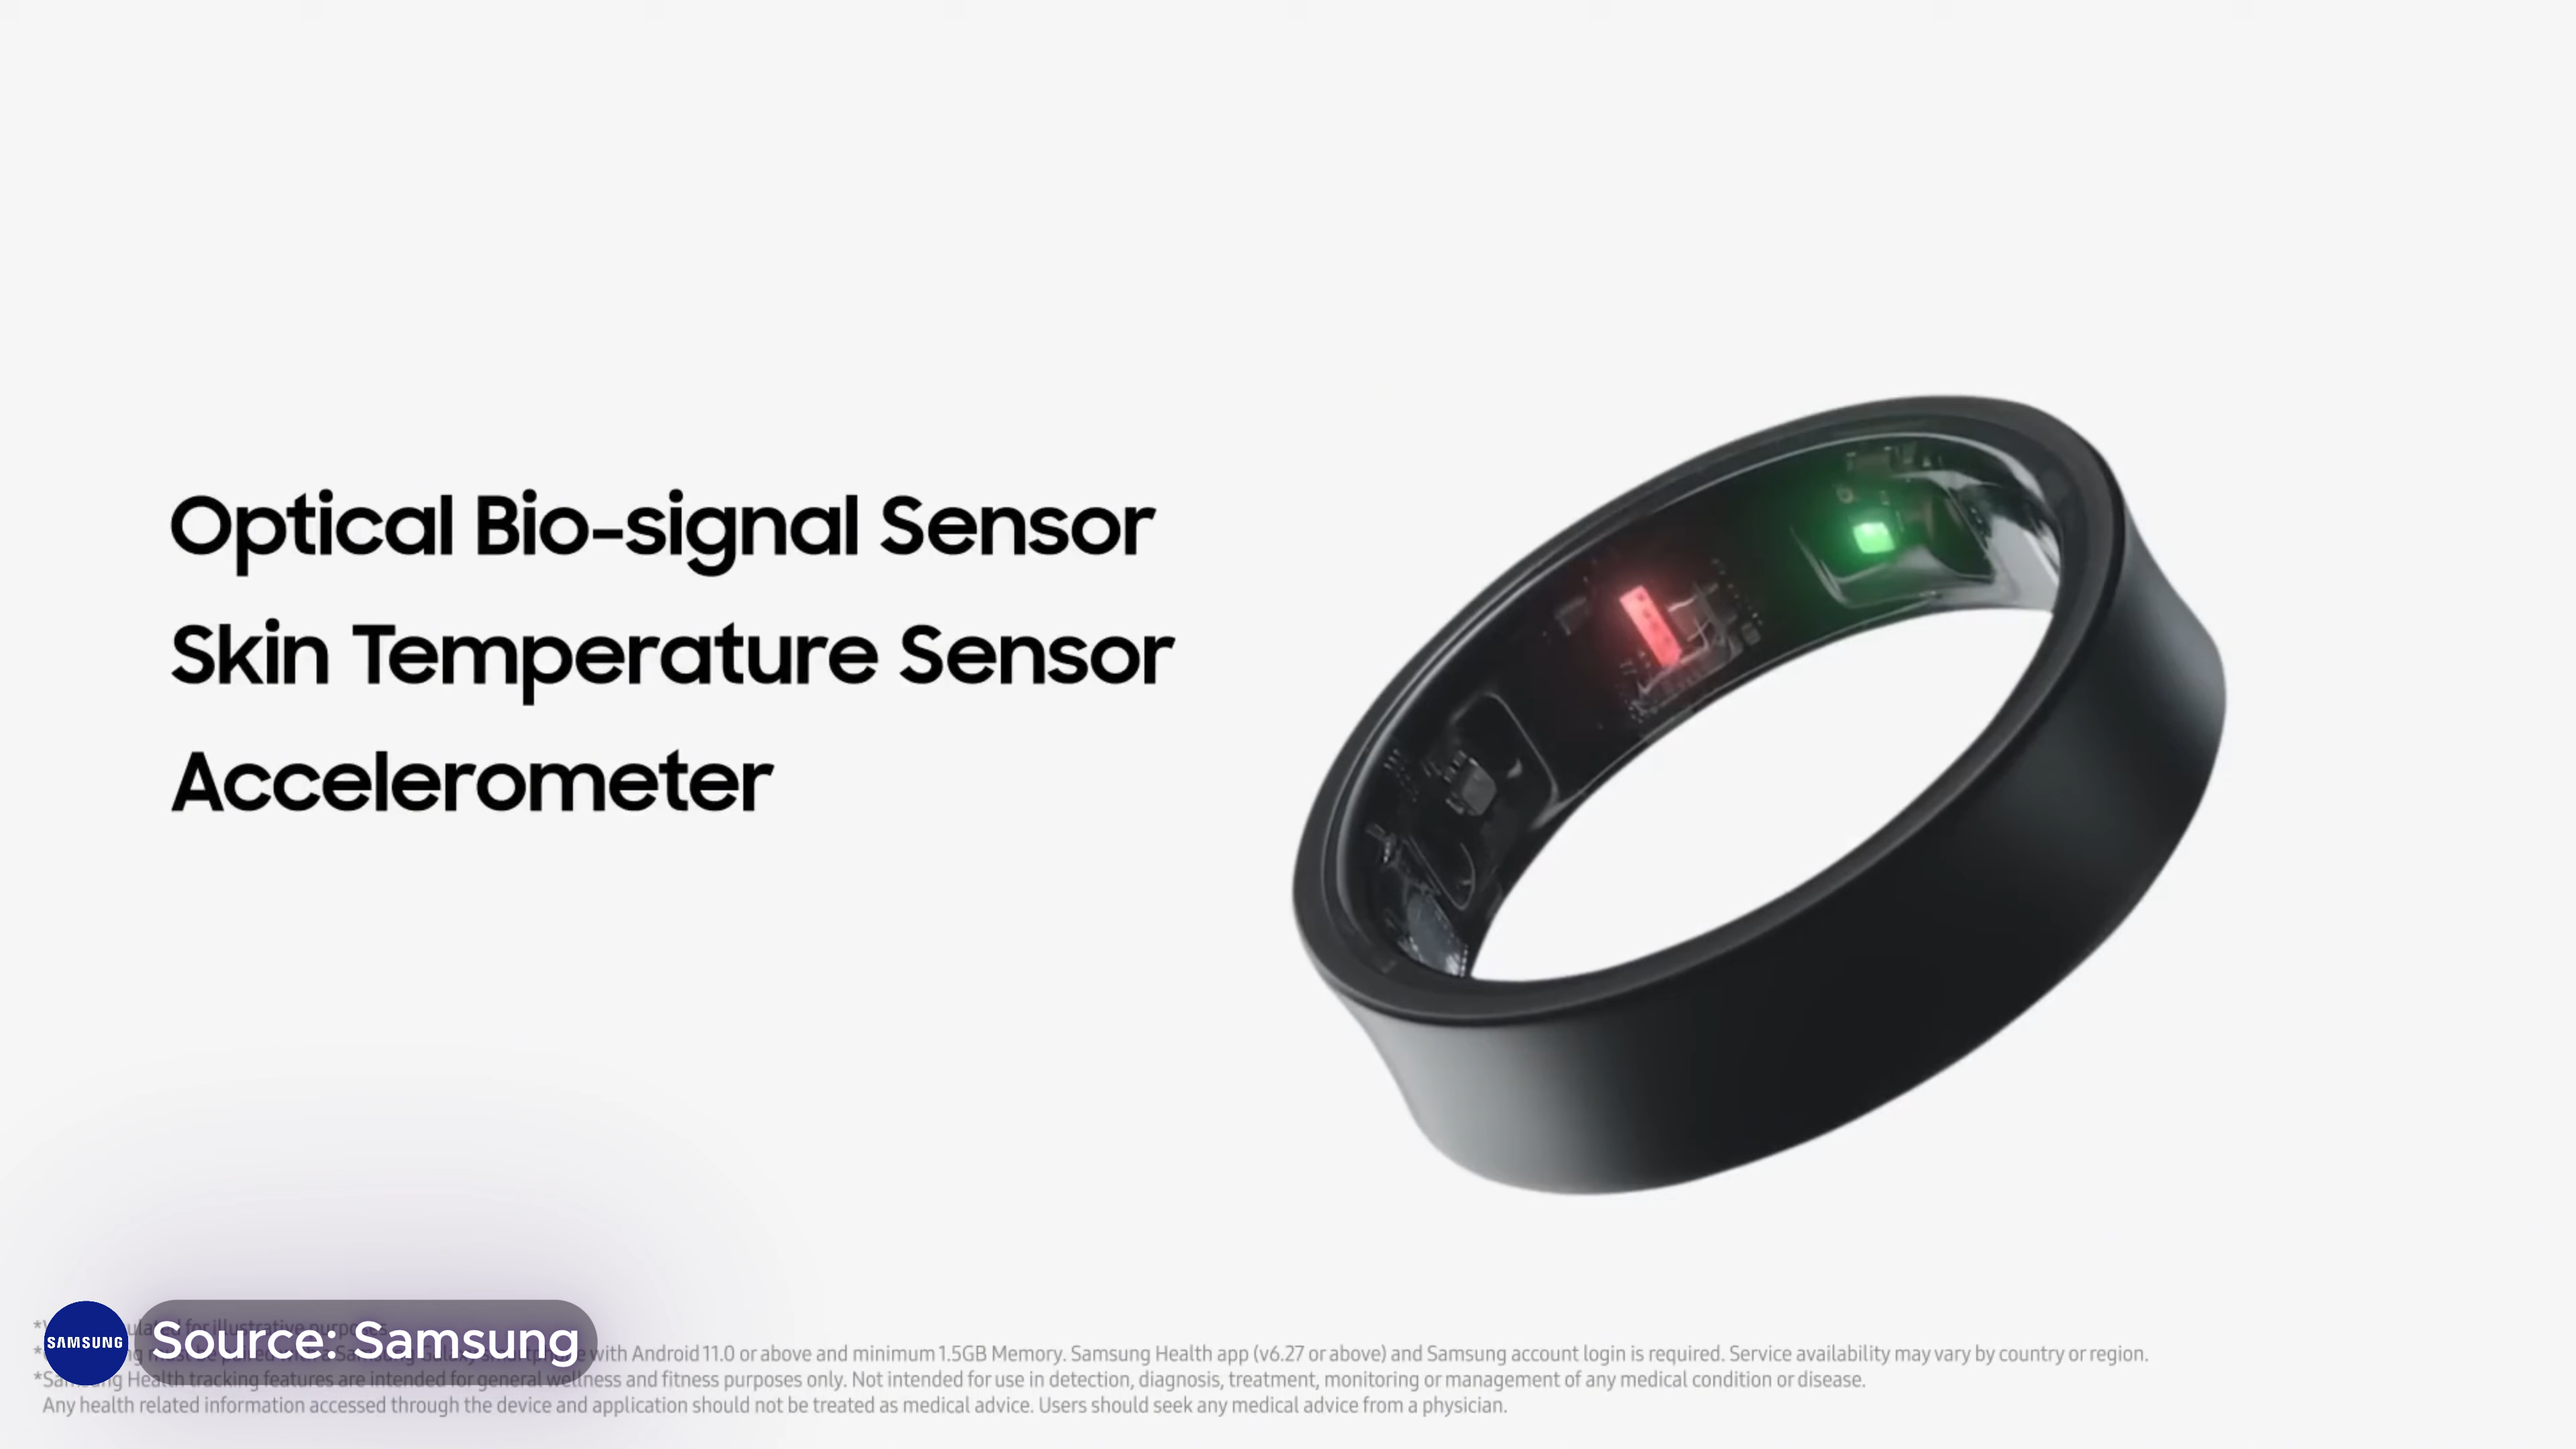 Optical Bio-signal Sensor
Skin Temperature Sensor
Accelerometer
SAMSUNG Source: Samsung
for illustrative purposes.
with Android 11.0 or above and minimum 1.5GB Memory. Samsung Health app (v6.27 or above) and Samsung account login is required. Service availability may vary by country or region.
Health tracking features are intended for general wellness and fitness purposes only. Not intended for use in detection, diagnosis, treatment, monitoring or management of any medical condition or disease.
Any health related information accessed through the device and application should not be treated as medical advice. Users should seek any medical advice from a physician.